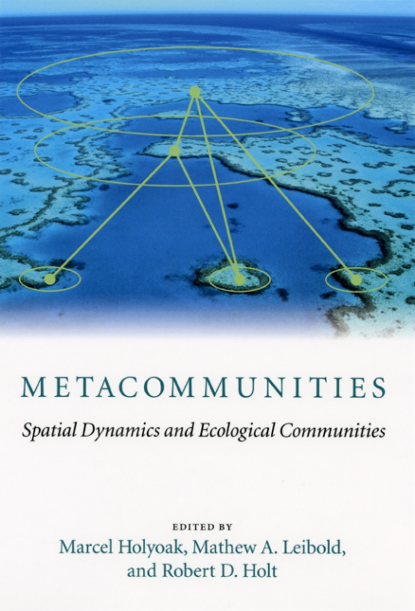 METACOMMUNITIES
Spatial Dynamics and Ecological Communities
EDITED BY
Marcel Holyoak, Mathew A. Leibold,
and Robert D. Holt